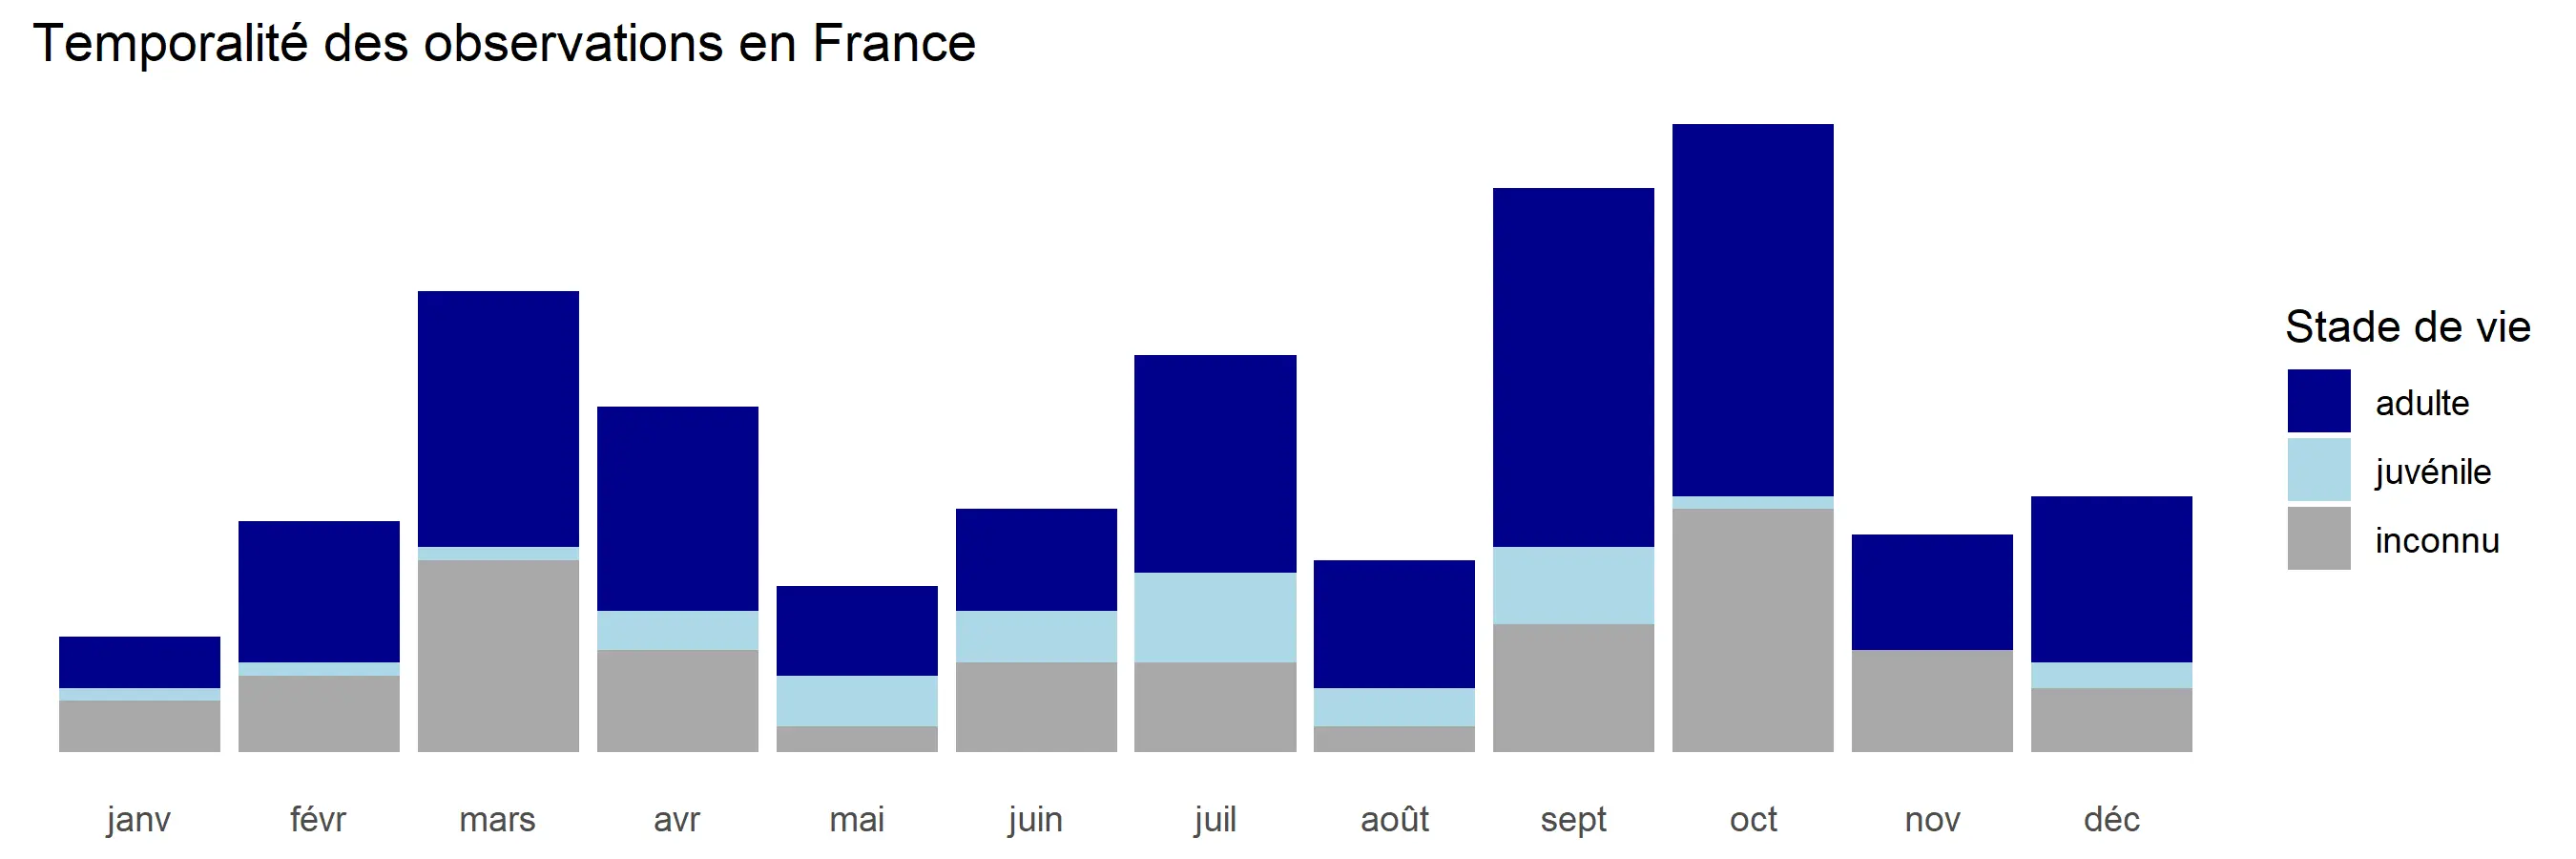 Temporalité des observations en France
Stade de vie
adulte
juvénile
inconnu
janv févr mars avr mai juin juil août sept oct nov déc